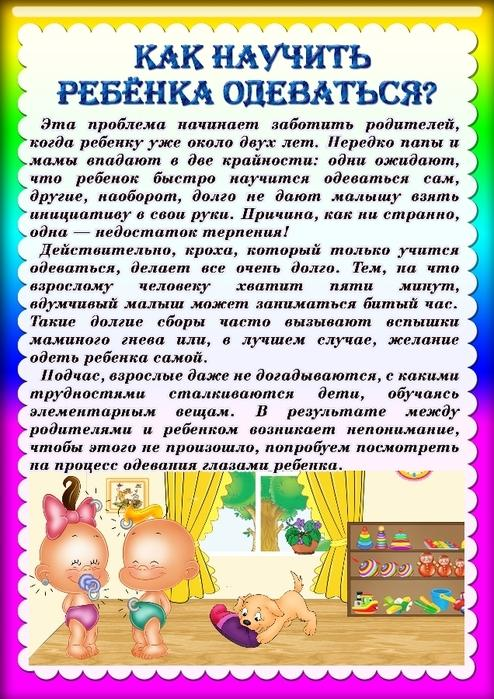 КАК НАУЧИТЬ
РЕБЁНКА ОДЕВАТЬСЯ?
Эта проблема начинает заботить родителей,
когда ребенку уже около двух лет. Нередко папы и
мамы впадают в две крайности: одни ожидают,
что ребенок быстро научится одеваться сам,
другие, наоборот, долго не дают малышу взять
инициативу в свои руки. Причина, как ни странно,
одна — недостаток терпения!
Действительно, кроха, который только учится
одеваться, делает все очень долго. Тем, на что
взрослому человеку хватит пяти минут,
вдумчивый малыш может заниматься битый час.
Такие долгие сборы часто вызывают вспышки
маминого гнева или, в лучшем случае, желание
одеть ребенка самой.
Подчас, взрослые даже не догадываются, с какими
трудностями сталкиваются дети, обучаясь
элементарным вещам. В результате между
родителями и ребенком возникает непонимание,
чтобы этого не произошло, попробуем посмотреть
на процесс одевания глазами ребенка.